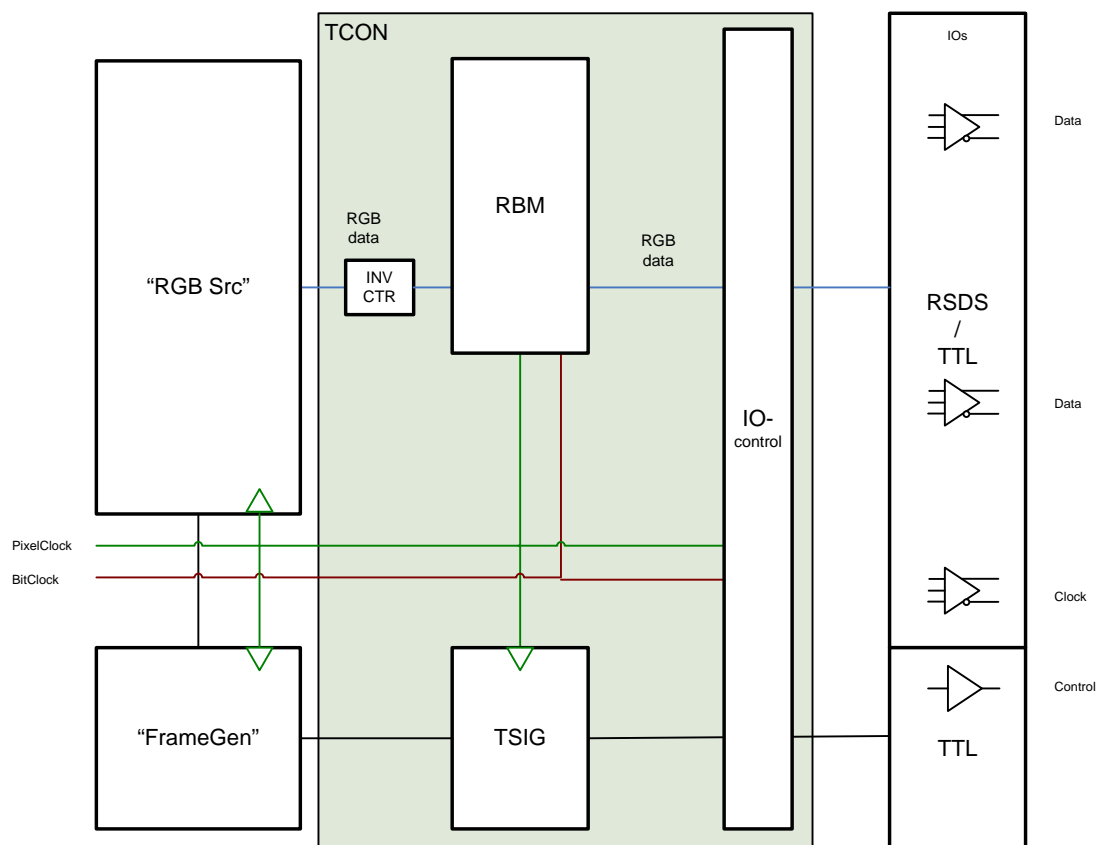 TCON
IOs
Data
RBM
RGB
data
RGB
data
“RGB Src”
INV
CTR
RSDS
/
TTL
Data
IO-
control
PixelClock
BitClock
Clock
Control
“FrameGen”
TSIG
TTL